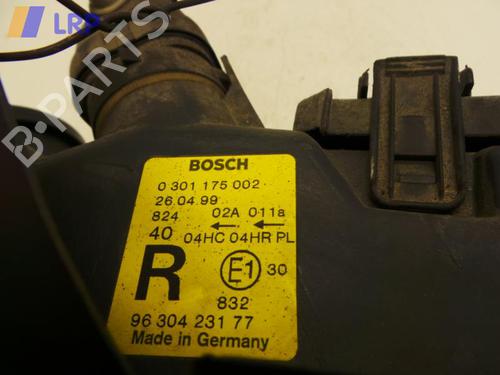 LRP
B-PARTS
BOSCH
0 301 175 002
26.04.99
824 02A 011a
40 04HC 04HR PL
R E1 30
832
96 304 231 77
Made in Germany